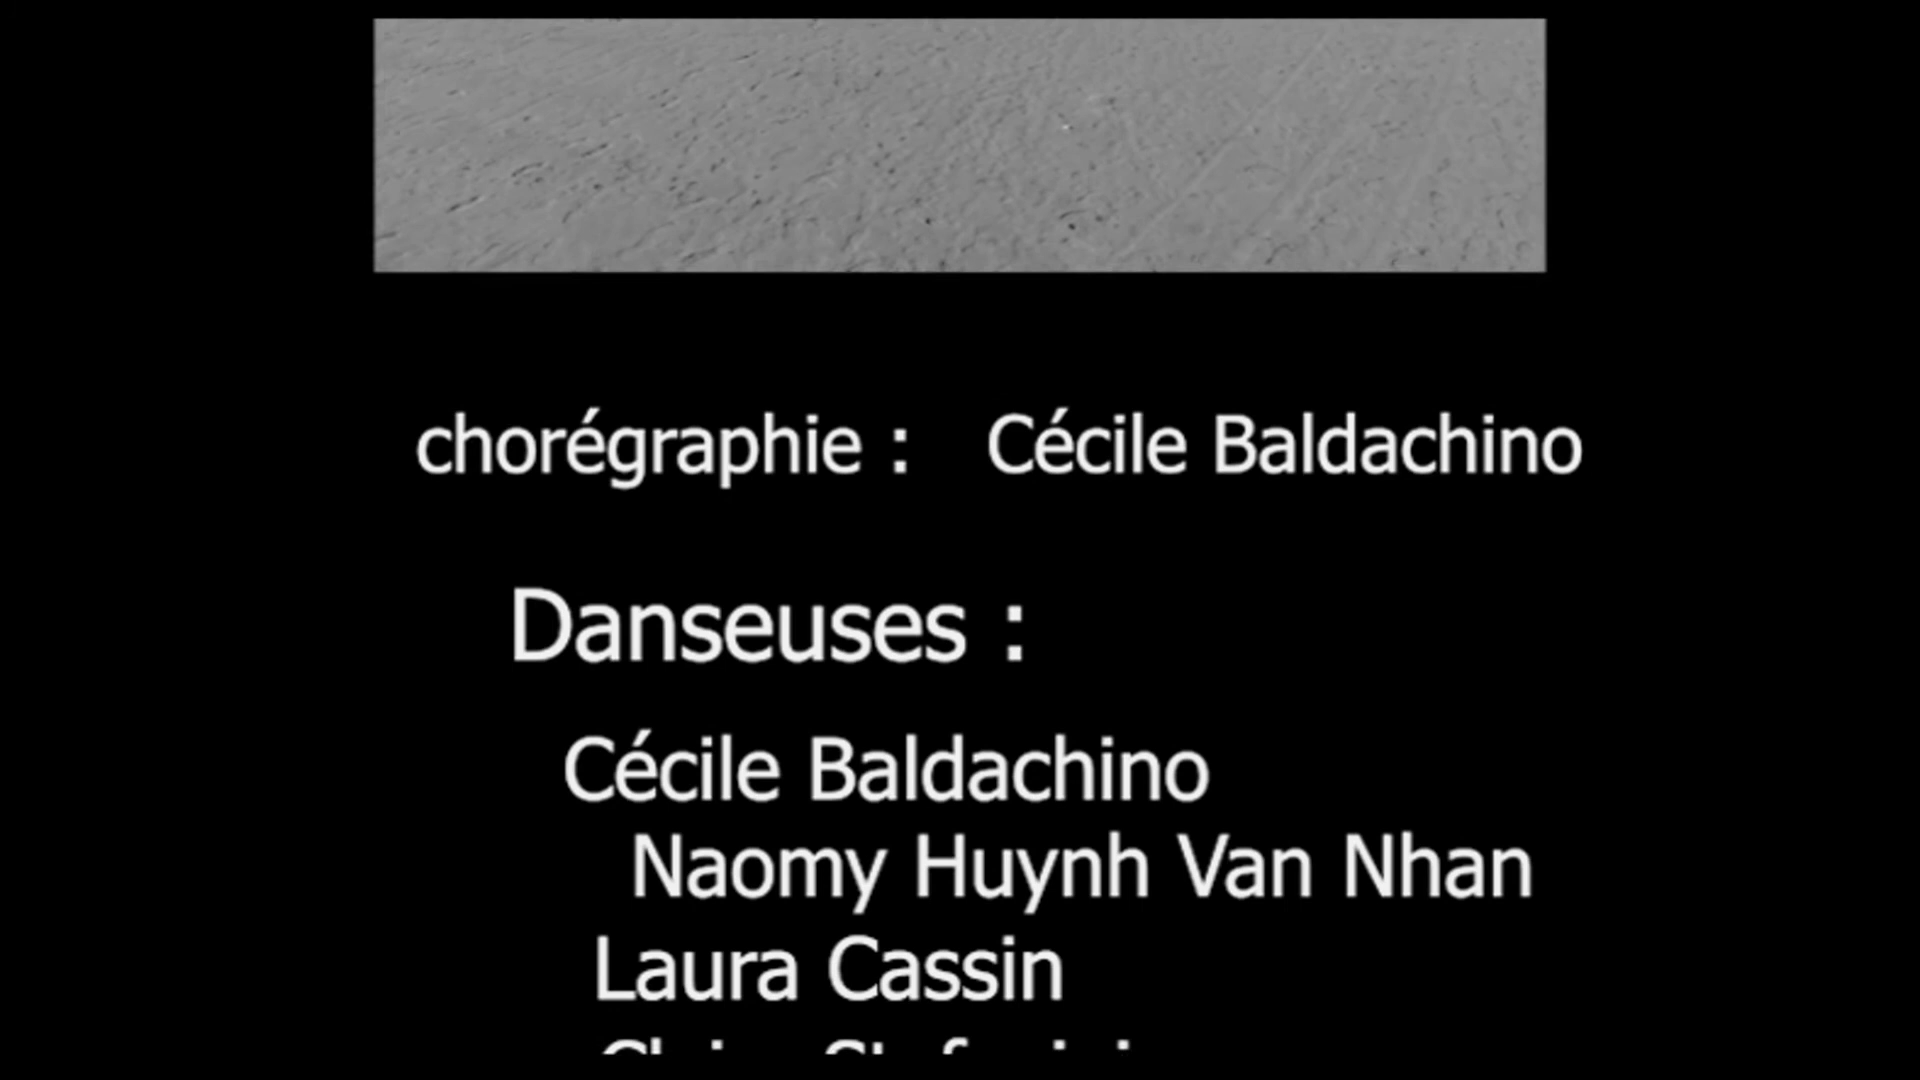 chorégraphie : Cécile Baldachino
Danseuses :
Cécile Baldachino
Naomy Huynh Van Nhan
Laura Cassin